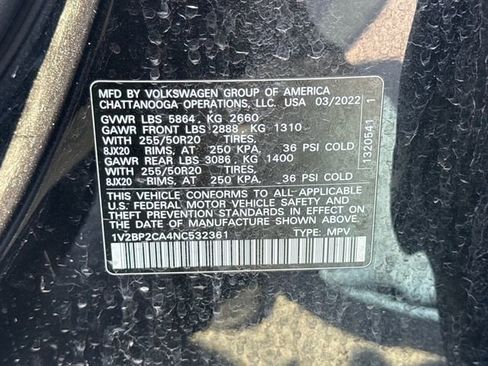 MFD BY VOLKSWAGEN GROUP OF AMERICA
CHATTANOOGA OPERATIONS, LLC. USA 03/2022
GVWR LBS 5864, KG 2660
GAWR FRONT LBS 2888, KG 1310
WITH 255/50R20 TIRES,
8JX20 RIMS, AT 250 KPA, 36 PSI COLD
GAWR REAR LBS 3086, KG 1400
WITH 255/50R20 TIRES,
8JX20 RIMS, AT 250 KPA, 36 PSI COLD
THIS VEHICLE CONFORMS TO ALL APPLICABLE
U.S. FEDERAL MOTOR VEHICLE SAFETY AND
THEFT PREVENTION STANDARDS IN EFFECT ON
THE DATE OF MANUFACTURE SHOWN ABOVE.
1V2BP2CA4NC532361 TYPE: MPV
1320541 1